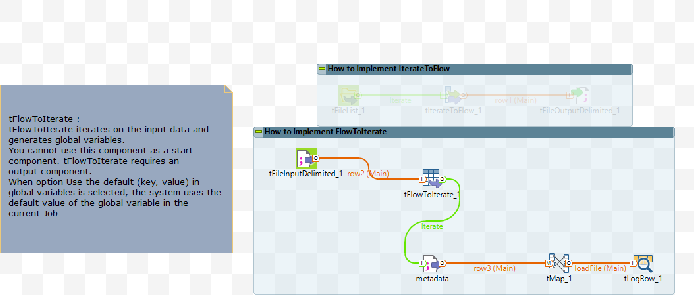 How to Implement IterateToFlow
tFileList_1
Iterate
tIterateToFlow_1
row1 (Main)
tFileOutputDelimited_1
tFlowToIterate :
tFlowToIterate iterates on the input data and
generates global variables.
You cannot use this component as a start
component. tFlowToIterate requires an
output component.
When option Use the default (key, value) in
global variables is selected, the system uses the
default value of the global variable in the
current Job
How to Implement FlowToIterate
tFileInputDelimited_1
row2 (Main)
tFlowToIterate_1
Iterate
metadata
row3 (Main)
tMap_1
loadFile (Main)
tLogRow_1